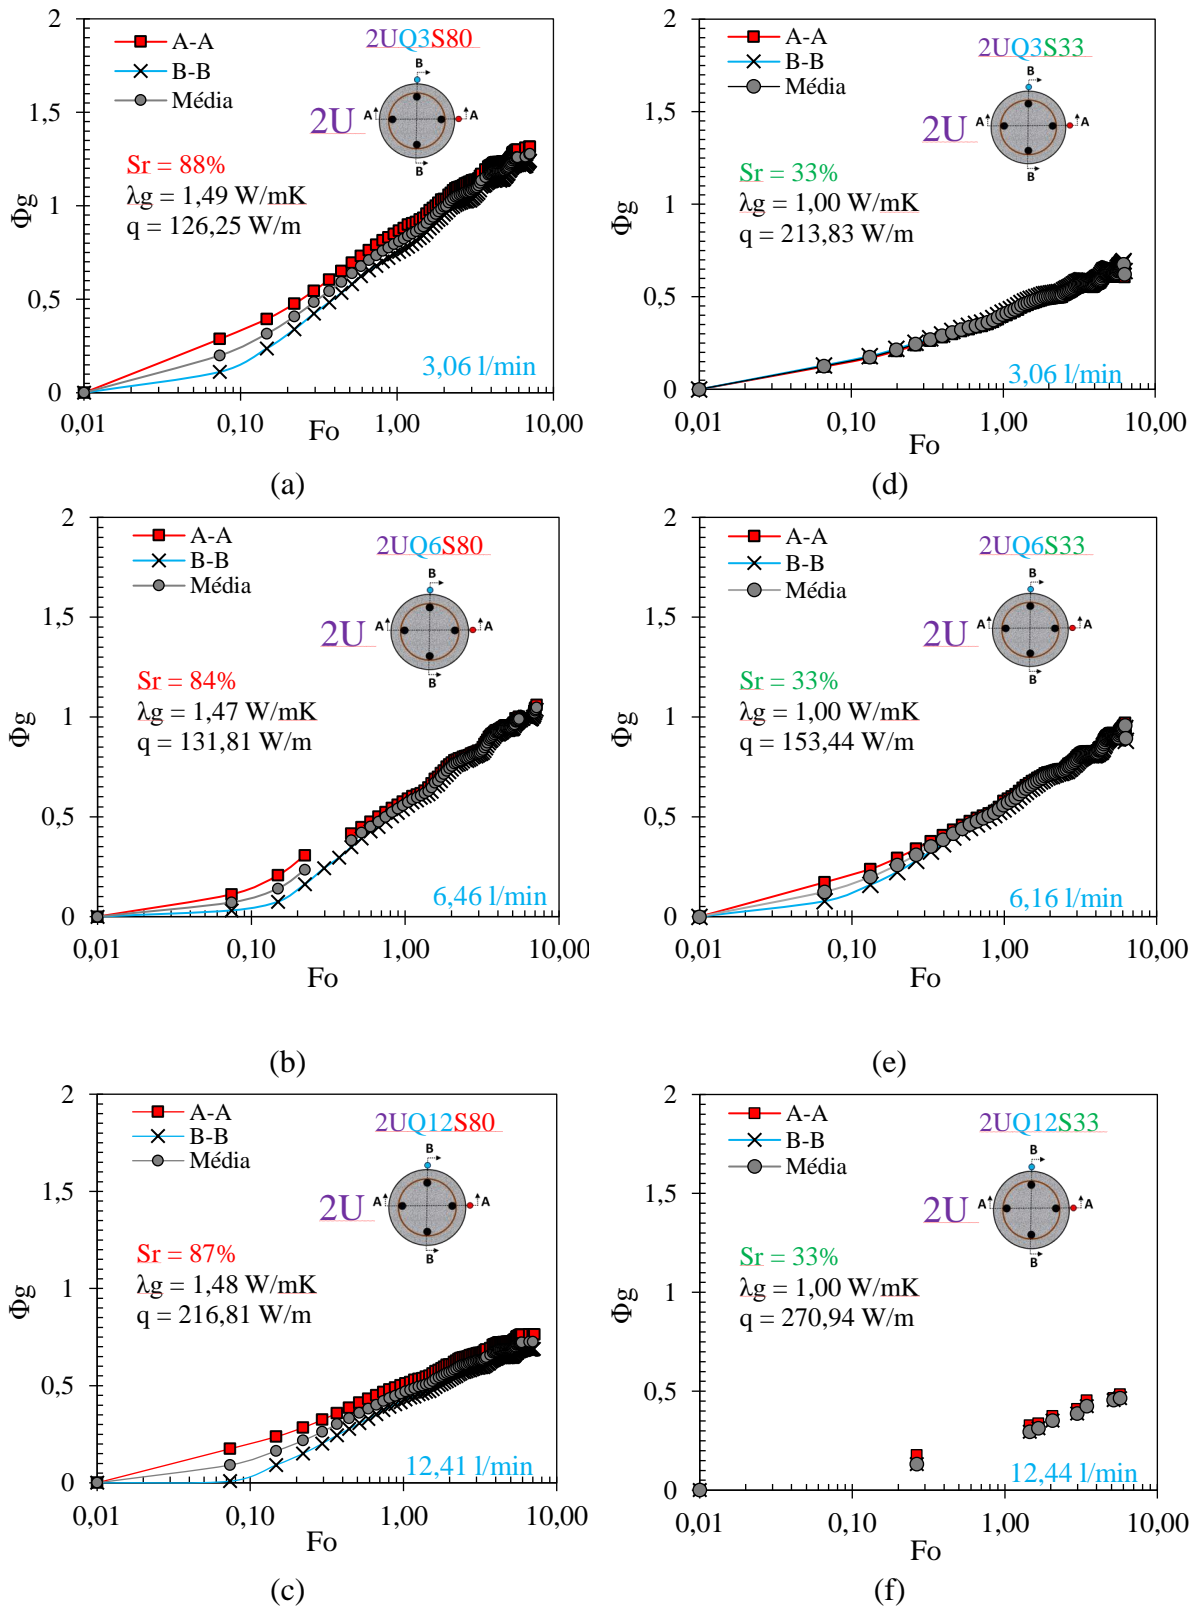 2UQ3S80
A-A
B-B
Média
2U
B
A
A
B
Sr = 88%
λg = 1,49 W/mK
q = 126,25 W/m
3,06 l/min
Φg
2
1,5
1
0,5
0
0,01
0,10
1,00
10,00
Fo
(a)
2UQ3S33
A-A
B-B
Média
2U
B
A
A
B
Sr = 33%
λg = 1,00 W/mK
q = 213,83 W/m
3,06 l/min
Φg
2
1,5
1
0,5
0
0,01
0,10
1,00
10,00
Fo
(d)
2UQ6S80
A-A
B-B
Média
2U
B
A
A
B
Sr = 84%
λg = 1,47 W/mK
q = 131,81 W/m
6,46 l/min
Φg
2
1,5
1
0,5
0
0,01
0,10
1,00
10,00
Fo
(b)
2UQ6S33
A-A
B-B
Média
2U
B
A
A
B
Sr = 33%
λg = 1,00 W/mK
q = 153,44 W/m
6,16 l/min
Φg
2
1,5
1
0,5
0
0,01
0,10
1,00
10,00
Fo
(e)
2UQ12S80
A-A
B-B
Média
2U
B
A
A
B
Sr = 87%
λg = 1,48 W/mK
q = 216,81 W/m
12,41 l/min
Φg
2
1,5
1
0,5
0
0,01
0,10
1,00
10,00
Fo
(c)
2UQ12S33
A-A
B-B
Média
2U
B
A
A
B
Sr = 33%
λg = 1,00 W/mK
q = 270,94 W/m
12,44 l/min
Φg
2
1,5
1
0,5
0
0,01
0,10
1,00
10,00
Fo
(f)